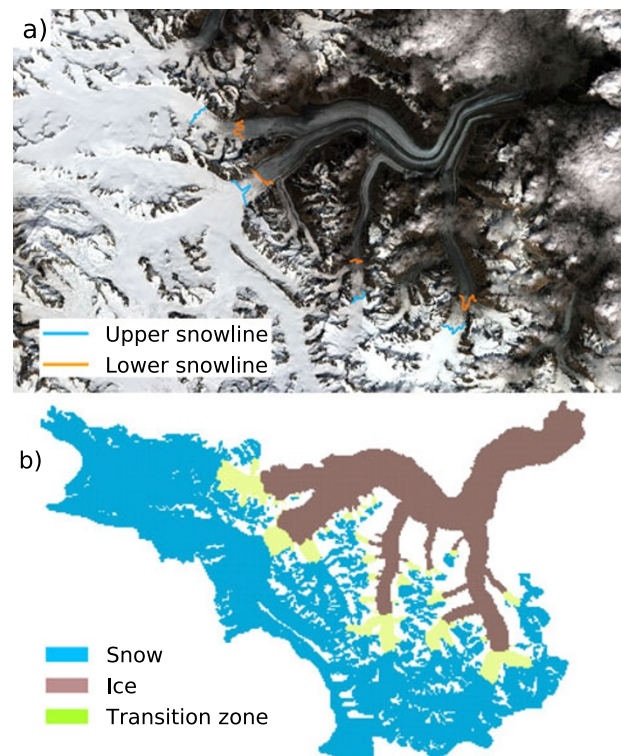 a)
Upper snowline
Lower snowline
b)
Snow
Ice
Transition zone